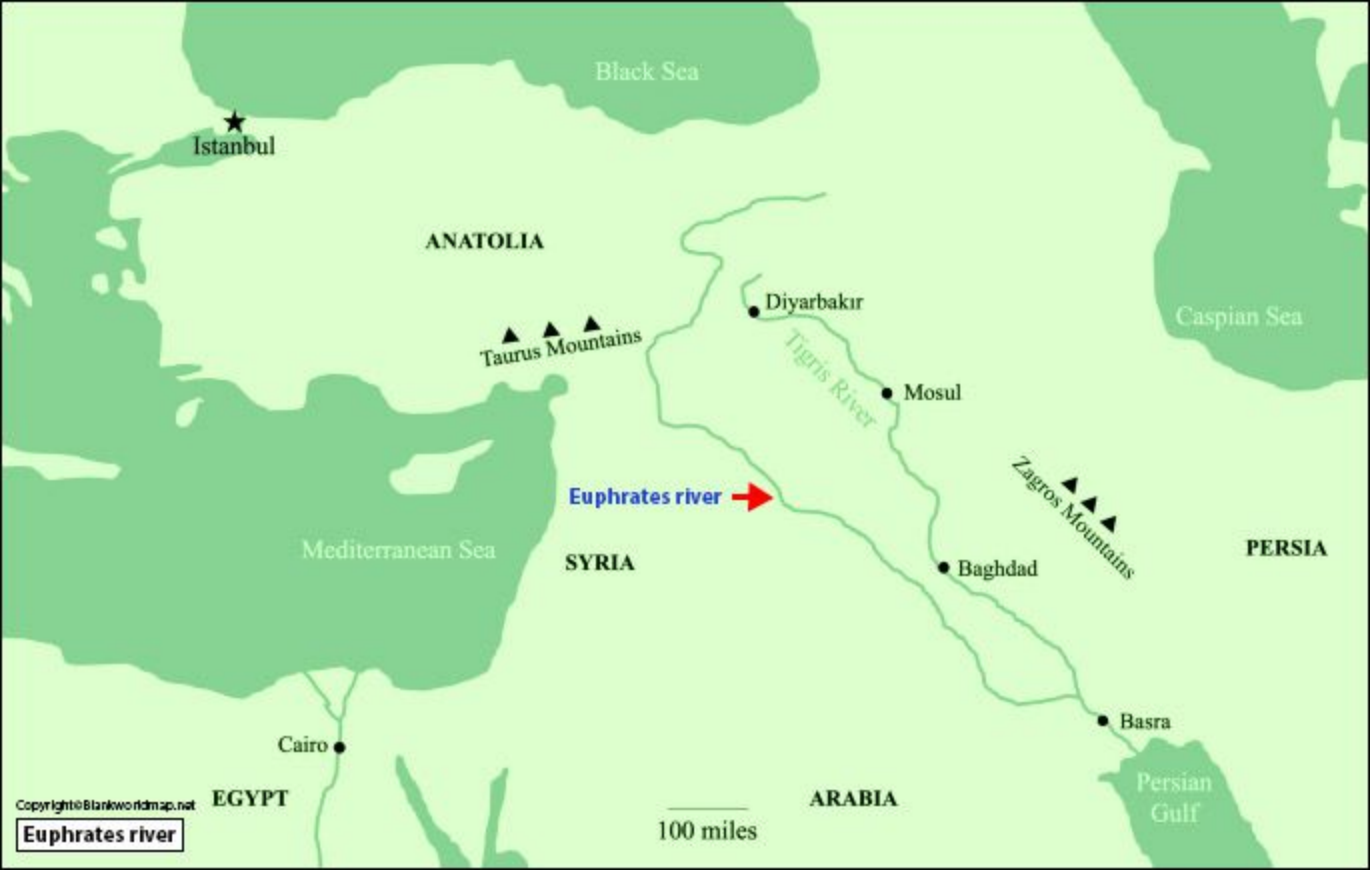 Black Sea
Istanbul
ANATOLIA
Diyarbakır
Caspian Sea
Taurus Mountains
Tigris River
Mosul
Zagros Mountains
Euphrates river
Mediterranean Sea
SYRIA
PERSIA
Baghdad
Basra
Cairo
Persian
Gulf
EGYPT
ARABIA
Copyright©Blankworldmap.net
100 miles
Euphrates river